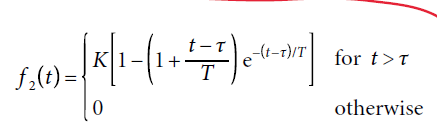 f₂(t) = { K[1 − (1 + (t − τ)/T) e^−(t−τ)/T] for t > τ
0 otherwise